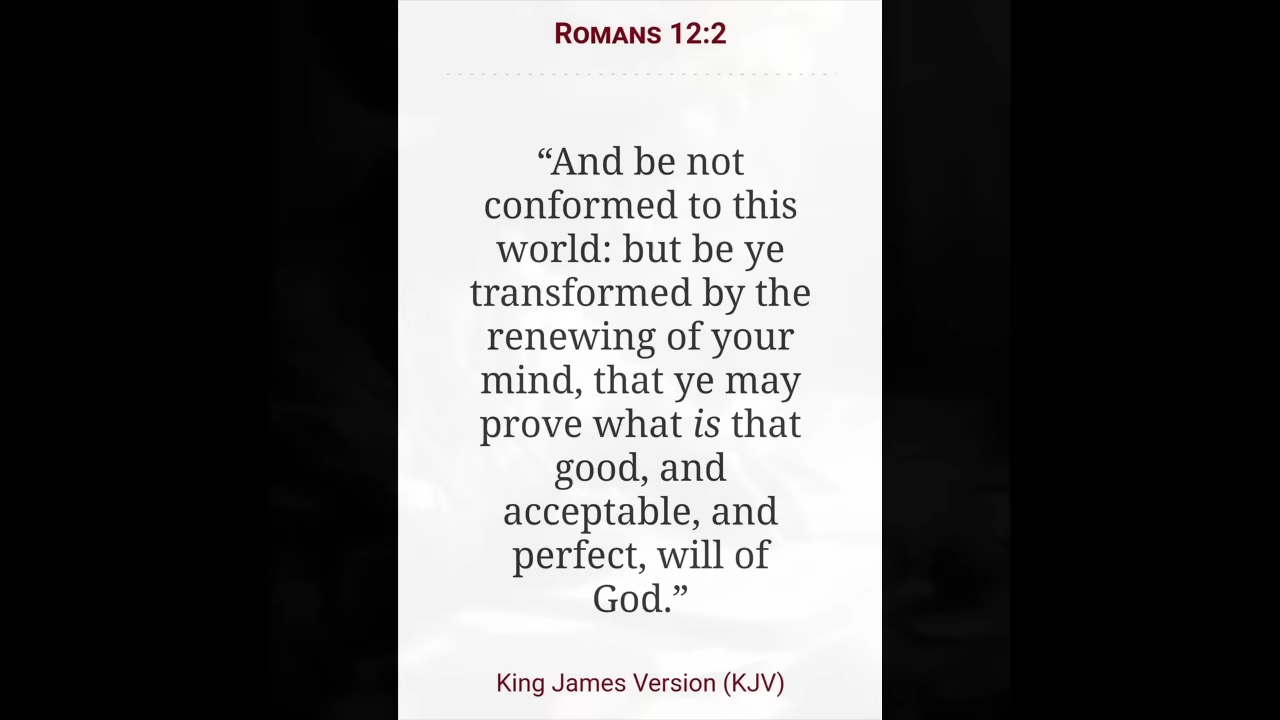 Romans 12:2
“And be not
conformed to this
world: but be ye
transformed by the
renewing of your
mind, that ye may
prove what is that
good, and
acceptable, and
perfect, will of
God.”
King James Version (KJV)